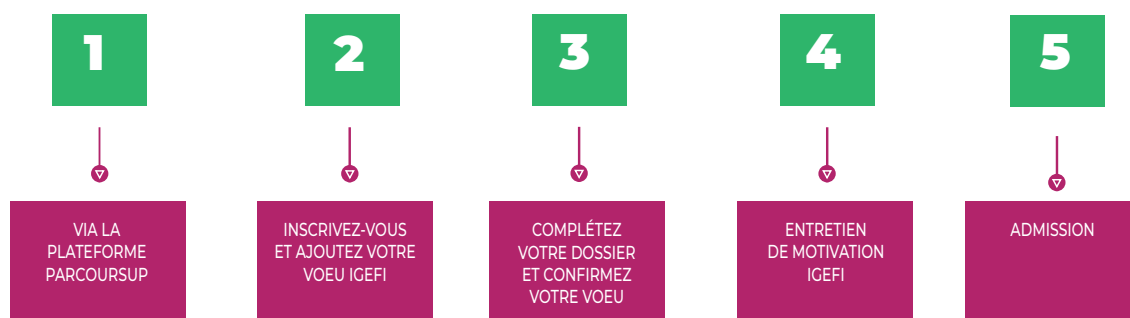 1
VIA LA
PLATEFORME
PARCOURSUP
2
INSCRIVEZ-VOUS
ET AJOUTEZ VOTRE
VOEU IGEFI
3
COMPLÉTEZ
VOTRE DOSSIER
ET CONFIRMEZ
VOTRE VOEU
4
ENTRETIEN
DE MOTIVATION
IGEFI
5
ADMISSION